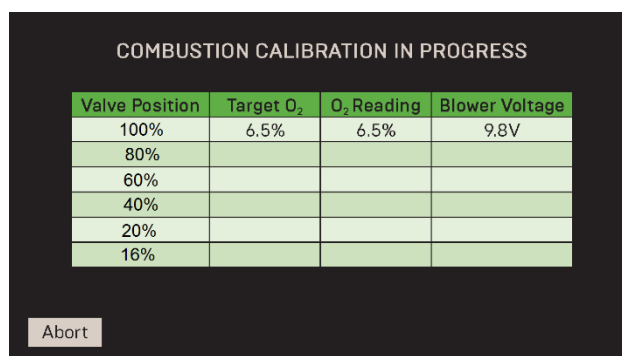 COMBUSTION CALIBRATION IN PROGRESS
Valve Position Target O₂ O₂ Reading Blower Voltage
100% 6.5% 6.5% 9.8V
80%
60%
40%
20%
16%
Abort